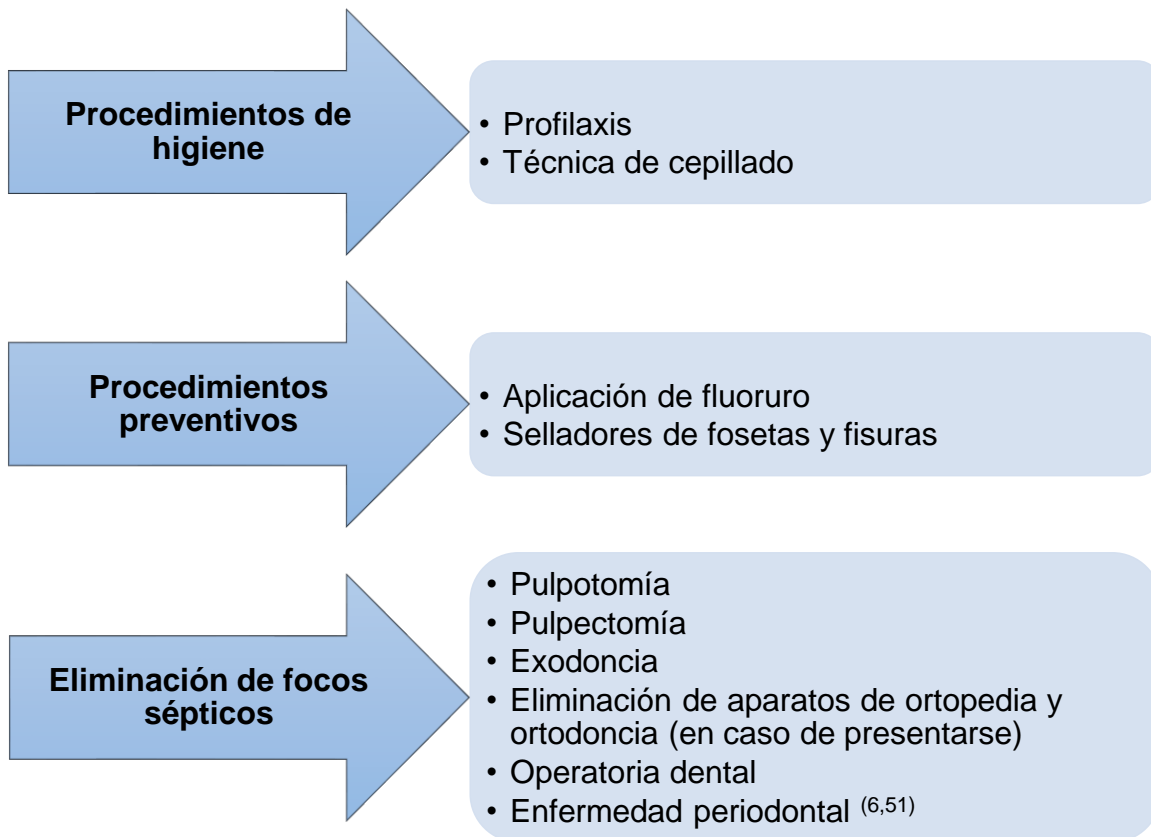 Procedimientos de
higiene
• Profilaxis
• Técnica de cepillado
Procedimientos
preventivos
• Aplicación de fluoruro
• Selladores de fosetas y fisuras
Eliminación de focos
sépticos
• Pulpotomía
• Pulpectomía
• Exodoncia
• Eliminación de aparatos de ortopedia y
ortodoncia (en caso de presentarse)
• Operatoria dental
• Enfermedad periodontal (6,51)